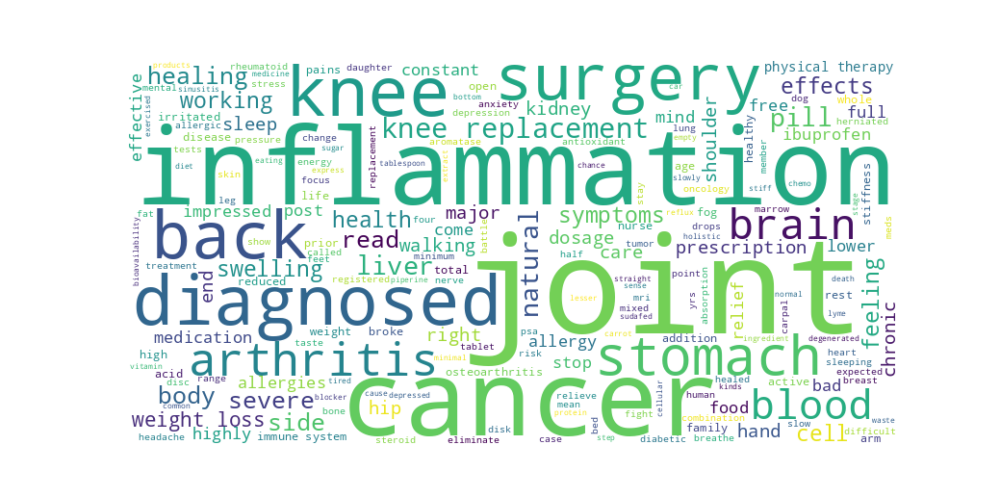 products
rheumatoid
daughter
constant
surgery
car
physical therapy
healing
medicine
pains
knee
open
bottom
effects
whole
mental
sinusitis
stress
anxiety
dog
effective
exercised
working
depression
kidney
mind
shoulder
free
pill
full
herniated
irritated
allergic
sleep
knee replacement
aromatase
antioxidant
lung
empty
healthy
ibuprofen
disease
pressure
change
replacement
inflammation
tests
sugar
extract
chance
age
member
diet
eating
energy
express
tablespoon
slowly
skin
focus
life
stay
oncology
stiff
chemo
stage
stiffness
leg
fat
impressed
post
health
four
major
natural
symptoms
reflux
fog
marrow
brain
meds
back
prior
come
battle
nurse
drops
holistic
bioavailability
show
called
read
walking
dosage
care
tumor
prescription
lower
swelling
feet
minimum
half
treatment
end
reduced
registered
piperine
liver
total
nerve
joint
straight
sense
point
absorption
normal
death
feeling
diagnosed
lesser
mri
yrs
mixed
sudafed
relief
carpal
rest
lyme
chronic
medication
weight
broke
right
psa
allergy
carrot
addition
ingredient
degenerated
taste
tablet
risk
heart
high
arthritis
minimal
osteoarthritis
stop
stomach
sleeping
expected
vitamin
acid
range
disc
allergies
tired
cause
depressed
cancer
relieve
mean
protein
cellular
healed
kinds
active
bad
breast
body
common
severe
blocker
bone
hip
human
food
blood
weight loss
side
fight
combination
slow
waste
headache
highly
immune system
steroid
disk
eliminate
case
step
bed
diabetic
family
breathe
hand
cell
difficult
arm